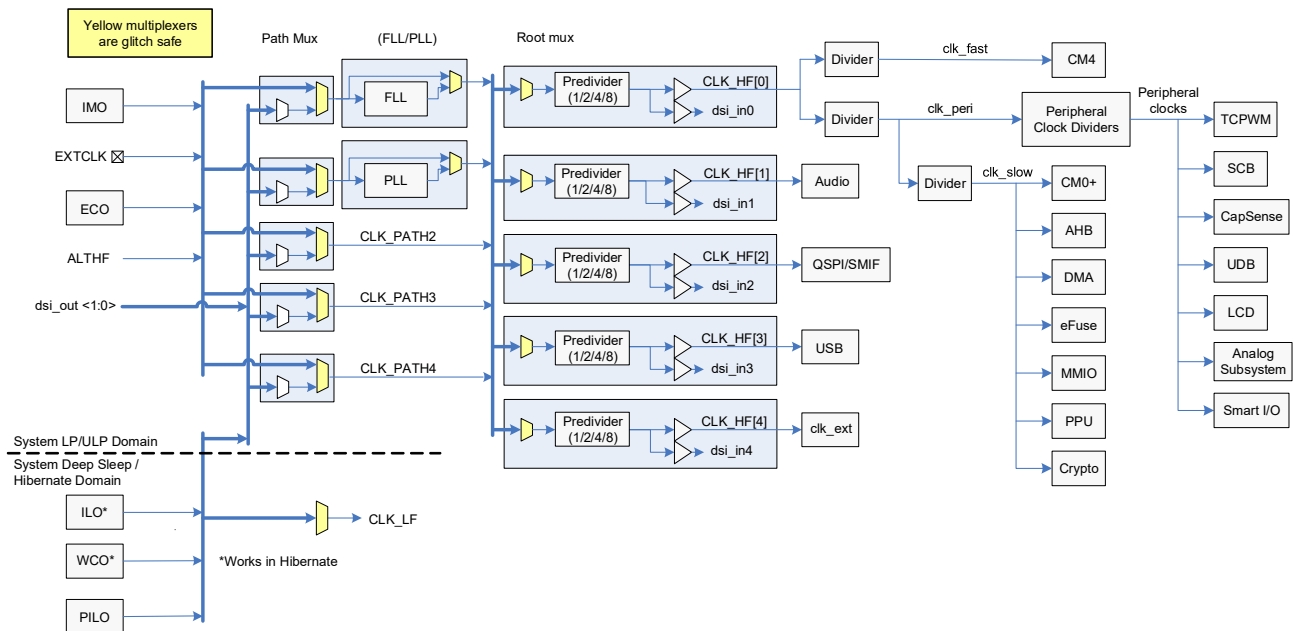 Yellow multiplexers
are glitch safe
Path Mux
(FLL/PLL)
Root mux
IMO
EXTCLK
ECO
ALTHF
dsi_out <1:0>
FLL
PLL
CLK_PATH2
CLK_PATH3
CLK_PATH4
Predivider
(1/2/4/8)
CLK_HF[0]
dsi_in0
Predivider
(1/2/4/8)
CLK_HF[1]
dsi_in1
Audio
Predivider
(1/2/4/8)
CLK_HF[2]
dsi_in2
QSPI/SMIF
Predivider
(1/2/4/8)
CLK_HF[3]
dsi_in3
USB
Predivider
(1/2/4/8)
CLK_HF[4]
dsi_in4
clk_ext
Divider
clk_fast
CM4
Divider
clk_peri
Peripheral
Clock Dividers
Peripheral
clocks
Divider
clk_slow
CM0+
AHB
DMA
eFuse
MMIO
PPU
Crypto
TCPWM
SCB
CapSense
UDB
LCD
Analog
Subsystem
Smart I/O
System LP/ULP Domain
System Deep Sleep /
Hibernate Domain
ILO*
WCO*
PILO
CLK_LF
*Works in Hibernate